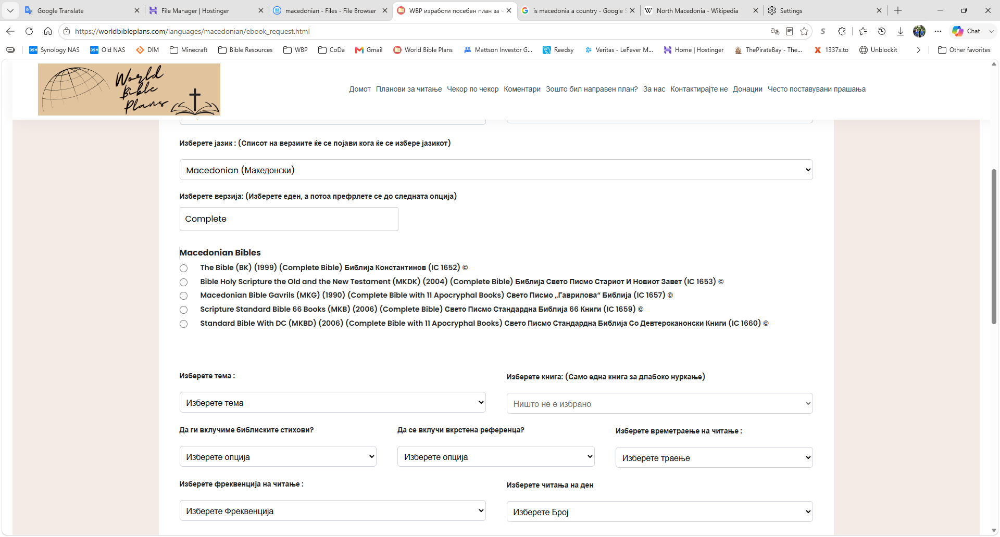 Google Translate
File Manager | Hostinger
macedonian - Files - File Browser
WBP изработи посебен план за
is macedonia a country - Google S
North Macedonia - Wikipedia
Settings
https://worldbibleplans.com/languages/macedonian/ebook_request.html
Chat
Synology NAS
Old NAS
DIM
Minecraft
Bible Resources
WBP
CoDa
Gmail
World Bible Plans
Mattson Investor G...
Reedsy
Veritas - LeFever M...
Home | Hostinger
ThePirateBay - The...
1337x.to
Unblockit
Other favorites
World
Bible
Plans
Домот Планови за читање Чекор по чекор Коментари Зошто бил направен план? За нас Контактирајте не Донации Често поставувани прашања
Изберете јазик : (Списот на верзиите ќе се појави кога ќе се избере јазикот)
Macedonian (Македонски)
Изберете верзија: (Изберете еден, а потоа префрлете се до следната опција)
Complete
Macedonian Bibles
The Bible (BK) (1999) (Complete Bible) Библија Константинов (IC 1652) ©
Bible Holy Scripture the Old and the New Testament (MKDK) (2004) (Complete Bible) Библија Свето Писмо Стариот И Новиот Завет (IC 1653) ©
Macedonian Bible Gavrils (MKG) (1990) (Complete Bible with 11 Apocryphal Books) Свето Писмо „Гаврилова“ Библија (IC 1657) ©
Scripture Standard Bible 66 Books (MKB) (2006) (Complete Bible) Свето Писмо Стандардна Библија 66 Книги (IC 1659) ©
Standard Bible With DC (MKBD) (2006) (Complete Bible with 11 Apocryphal Books) Свето Писмо Стандардна Библија Со Девтероканонски Книги (IC 1660) ©
Изберете тема :
Изберете книга: (Само една книга за длабоко нуркање)
Изберете тема
Ништо не е избрано
Да ги вклучиме библиските стихови?
Да се вклучи вкрстена референца?
Изберете времетраење на читање :
Изберете опција
Изберете опција
Изберете траење
Изберете фреквенција на читање :
Изберете читања на ден
Изберете Фреквенција
Изберете Број